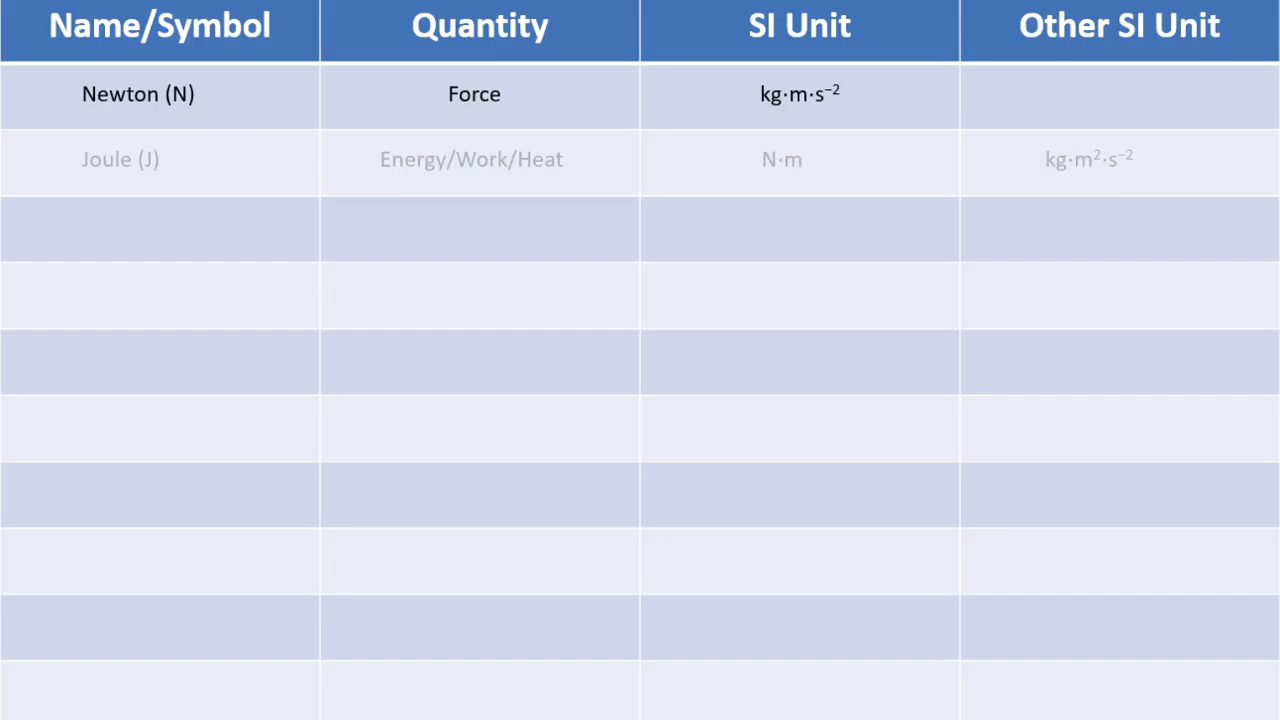 Name/Symbol Quantity SI Unit Other SI Unit
Newton (N) Force kg·m·s⁻²
Joule (J) Energy/Work/Heat N·m kg·m²·s⁻²